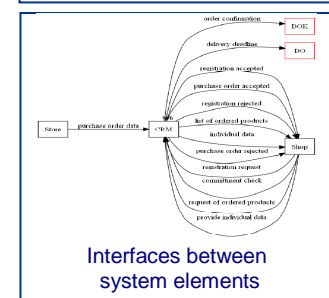 order confirmation
DOK
delivery deadline
DO
registration accepted
purchase order accepted
registration rejected
list of ordered products
Store
purchase order data
CRM
individual data
Shop
purchase order rejected
registration request
commitment check
request of ordered products
provide individual data
Interfaces between
system elements